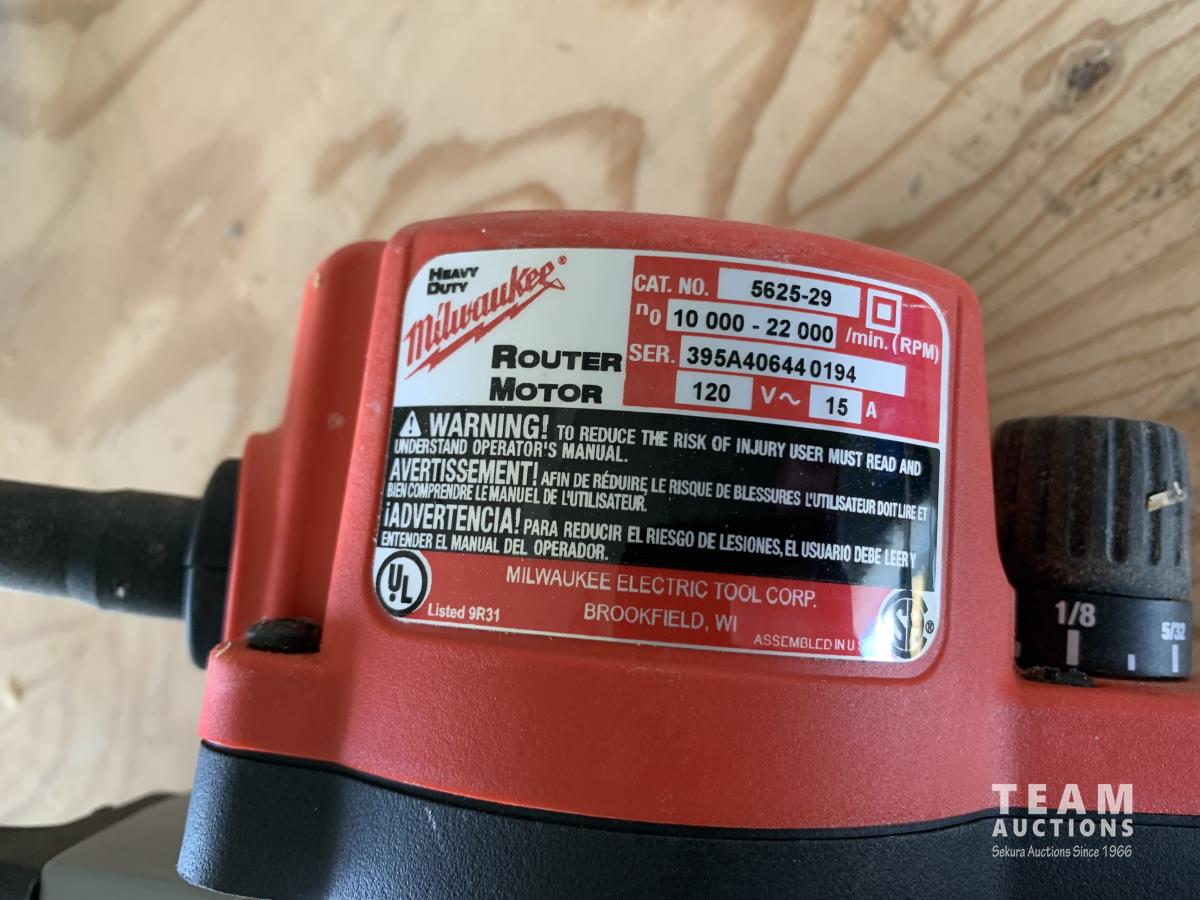 HEAVY
DUTY
Milwaukee®
ROUTER
MOTOR
CAT. NO. 5625-29
n0 10 000 - 22 000 /min. (RPM)
SER. 395A40644 0194
120 V~ 15 A
⚠ WARNING! TO REDUCE THE RISK OF INJURY USER MUST READ AND
UNDERSTAND OPERATOR'S MANUAL.
AVERTISSEMENT! AFIN DE RÉDUIRE LE RISQUE DE BLESSURES L'UTILISATEUR DOIT LIRE ET
BIEN COMPRENDRE LE MANUEL DE L'UTILISATEUR.
¡ADVERTENCIA! PARA REDUCIR EL RIESGO DE LESIONES, EL USUARIO DEBE LEER Y
ENTENDER EL MANUAL DEL OPERADOR.
UL
Listed 9R31
MILWAUKEE ELECTRIC TOOL CORP.
BROOKFIELD, WI
ASSEMBLED IN U
1/8
5/32
TEAM
AUCTIONS
Sekura Auctions Since 1966